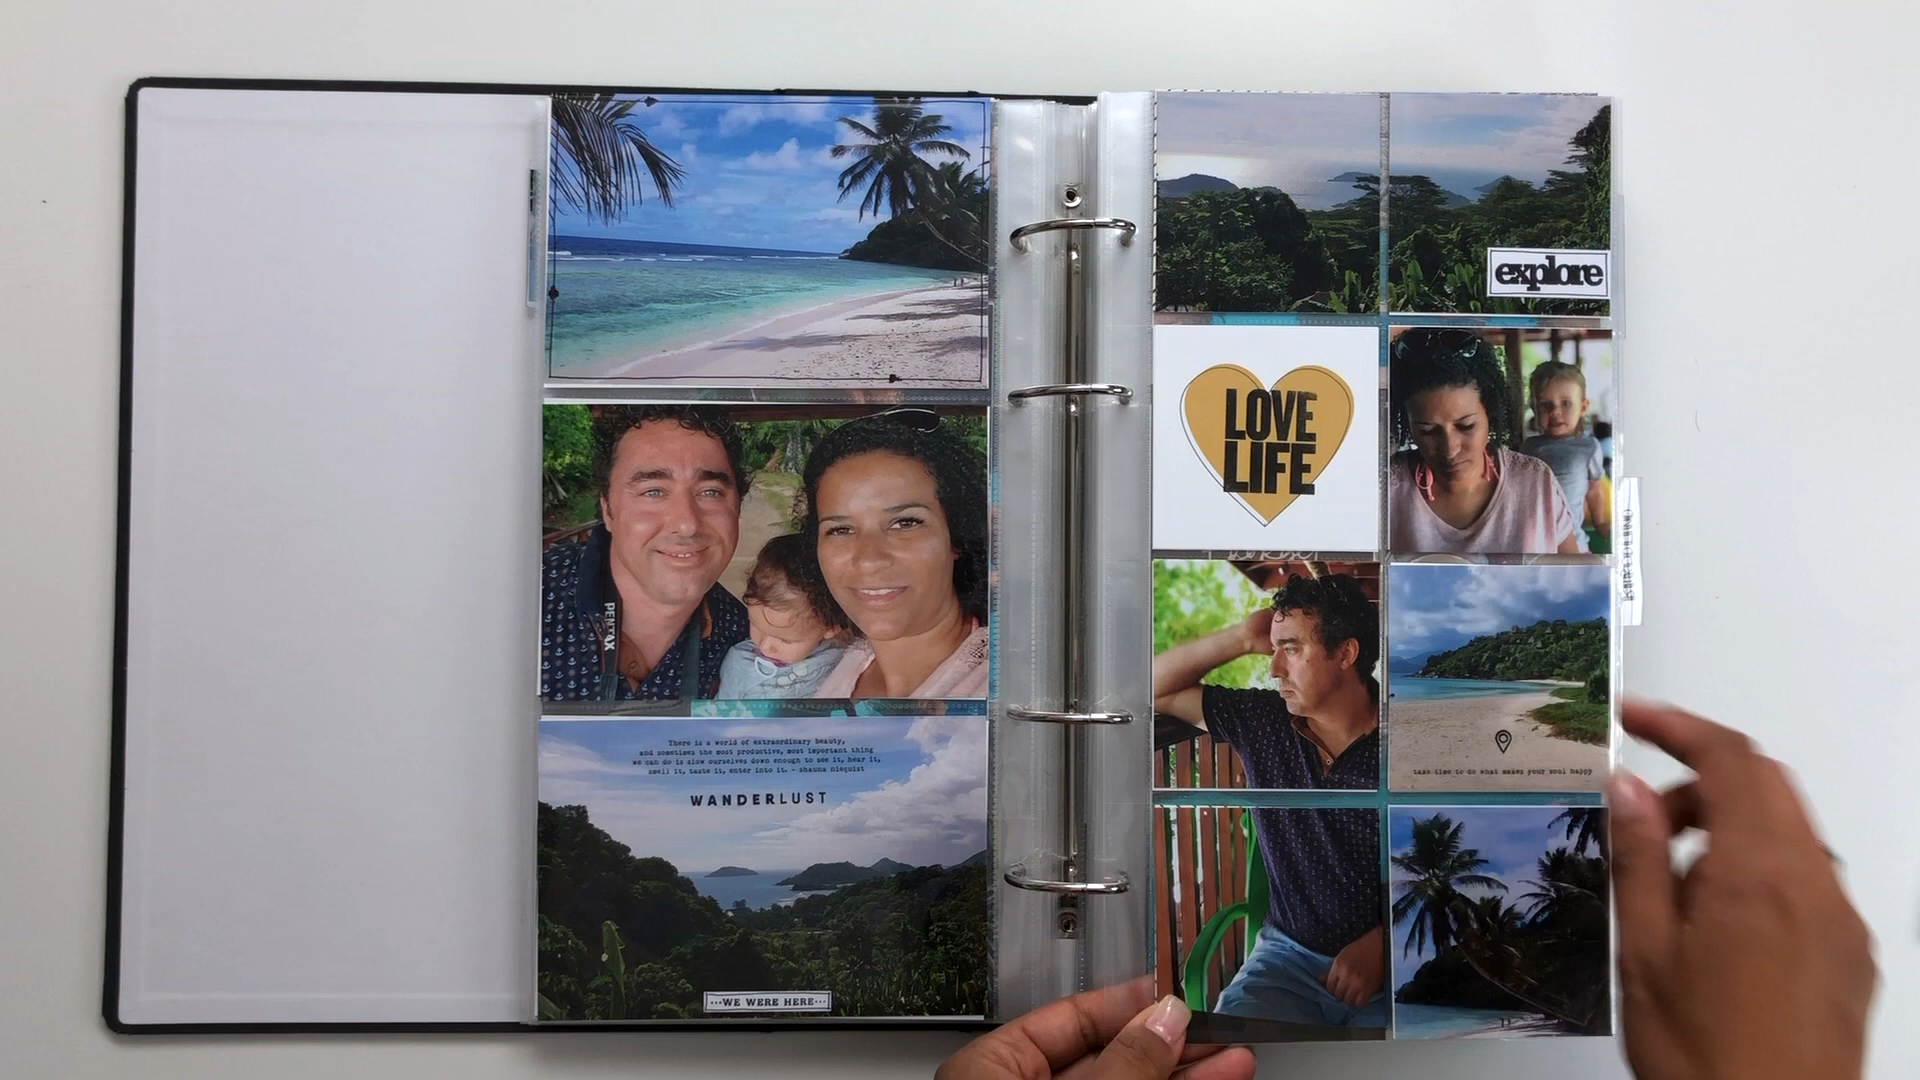 PENTAX
There is a world of extraordinary beauty,
and sometimes the most productive, most important thing
we can do is slow ourselves down enough to see it, hear it,
smell it, taste it, enter into it. - shauna niequist
WANDERLUST
WE WERE HERE
explore
LOVE
LIFE
take time to do what makes your soul happy